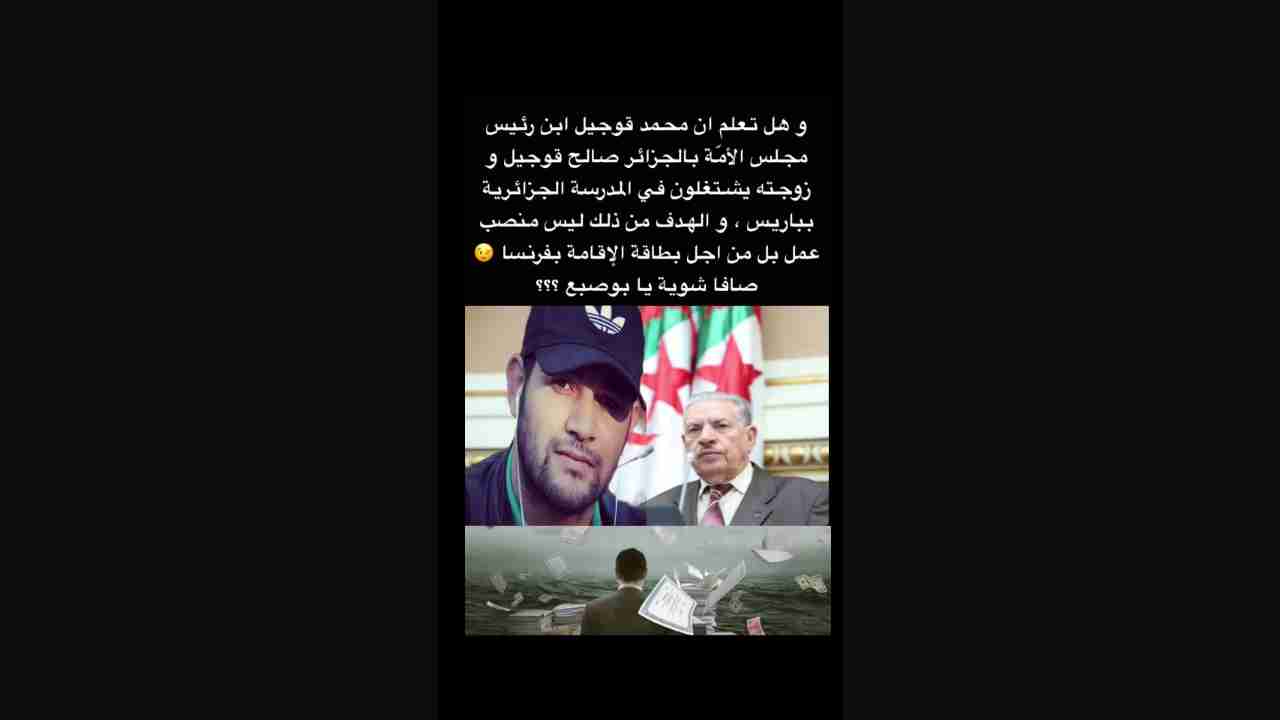 و هل تعلم ان محمد قوجيل ابن رئيس
مجلس الأمّة بالجزائر صالح قوجيل و
زوجته يشتغلون في المدرسة الجزائرية
بباريس ، و الهدف من ذلك ليس منصب
عمل بل من اجل بطاقة الإقامة بفرنسا 😉
صافا شوية يا بوصبع ؟؟؟